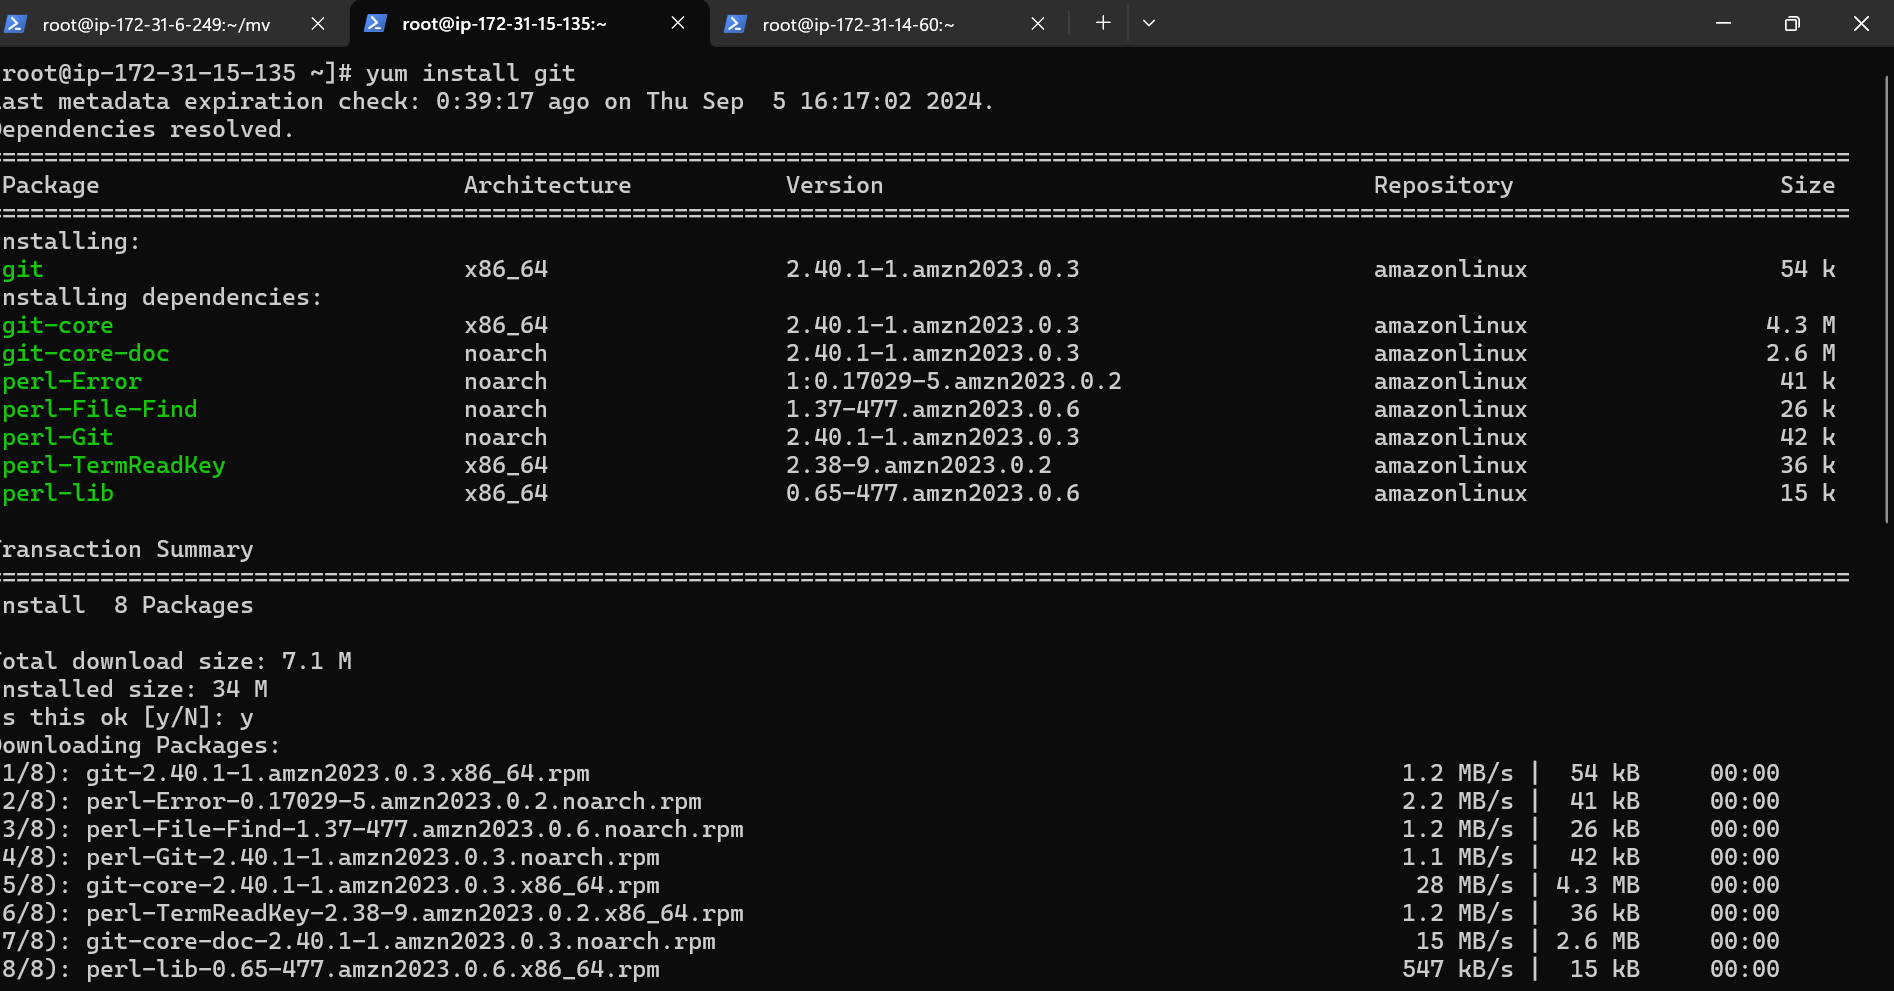 root@ip-172-31-6-249:~/mv
root@ip-172-31-15-135:~
root@ip-172-31-14-60:~
root@ip-172-31-15-135 ~]# yum install git
ast metadata expiration check: 0:39:17 ago on Thu Sep  5 16:17:02 2024.
ependencies resolved.
====================================================================================================================================
Package Architecture Version Repository Size
====================================================================================================================================
nstalling:
git x86_64 2.40.1-1.amzn2023.0.3 amazonlinux 54 k
nstalling dependencies:
git-core x86_64 2.40.1-1.amzn2023.0.3 amazonlinux 4.3 M
git-core-doc noarch 2.40.1-1.amzn2023.0.3 amazonlinux 2.6 M
perl-Error noarch 1:0.17029-5.amzn2023.0.2 amazonlinux 41 k
perl-File-Find noarch 1.37-477.amzn2023.0.6 amazonlinux 26 k
perl-Git noarch 2.40.1-1.amzn2023.0.3 amazonlinux 42 k
perl-TermReadKey x86_64 2.38-9.amzn2023.0.2 amazonlinux 36 k
perl-lib x86_64 0.65-477.amzn2023.0.6 amazonlinux 15 k
ransaction Summary
====================================================================================================================================
nstall  8 Packages
otal download size: 7.1 M
nstalled size: 34 M
s this ok [y/N]: y
ownloading Packages:
1/8): git-2.40.1-1.amzn2023.0.3.x86_64.rpm 1.2 MB/s |  54 kB     00:00
2/8): perl-Error-0.17029-5.amzn2023.0.2.noarch.rpm 2.2 MB/s |  41 kB     00:00
3/8): perl-File-Find-1.37-477.amzn2023.0.6.noarch.rpm 1.2 MB/s |  26 kB     00:00
4/8): perl-Git-2.40.1-1.amzn2023.0.3.noarch.rpm 1.1 MB/s |  42 kB     00:00
5/8): git-core-2.40.1-1.amzn2023.0.3.x86_64.rpm 28 MB/s | 4.3 MB     00:00
6/8): perl-TermReadKey-2.38-9.amzn2023.0.2.x86_64.rpm 1.2 MB/s |  36 kB     00:00
7/8): git-core-doc-2.40.1-1.amzn2023.0.3.noarch.rpm 15 MB/s | 2.6 MB     00:00
8/8): perl-lib-0.65-477.amzn2023.0.6.x86_64.rpm 547 kB/s |  15 kB     00:00